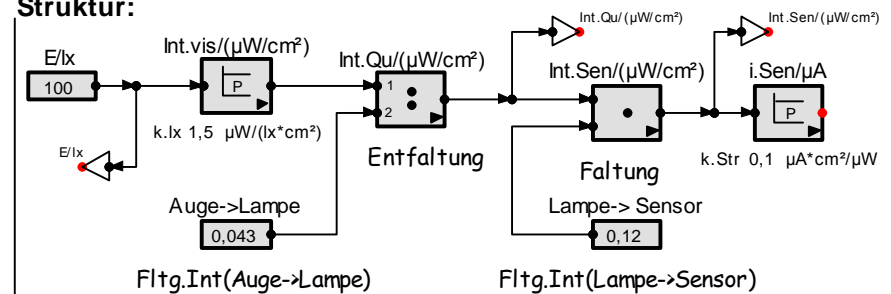 Struktur:
E/lx
100
E/lx
Int.vis/(µW/cm²)
P
k.lx 1,5 µW/(lx*cm²)
Int.Qu/(µW/cm²)
1
2
Entfaltung
Auge->Lampe
0,043
Fltg.Int(Auge->Lampe)
Int.Qu/(µW/cm²)
Int.Sen/(µW/cm²)
Faltung
Lampe-> Sensor
0,12
Fltg.Int(Lampe->Sensor)
Int.Sen/(µW/cm²)
i.Sen/µA
P
k.Str 0,1 µA*cm²/µW